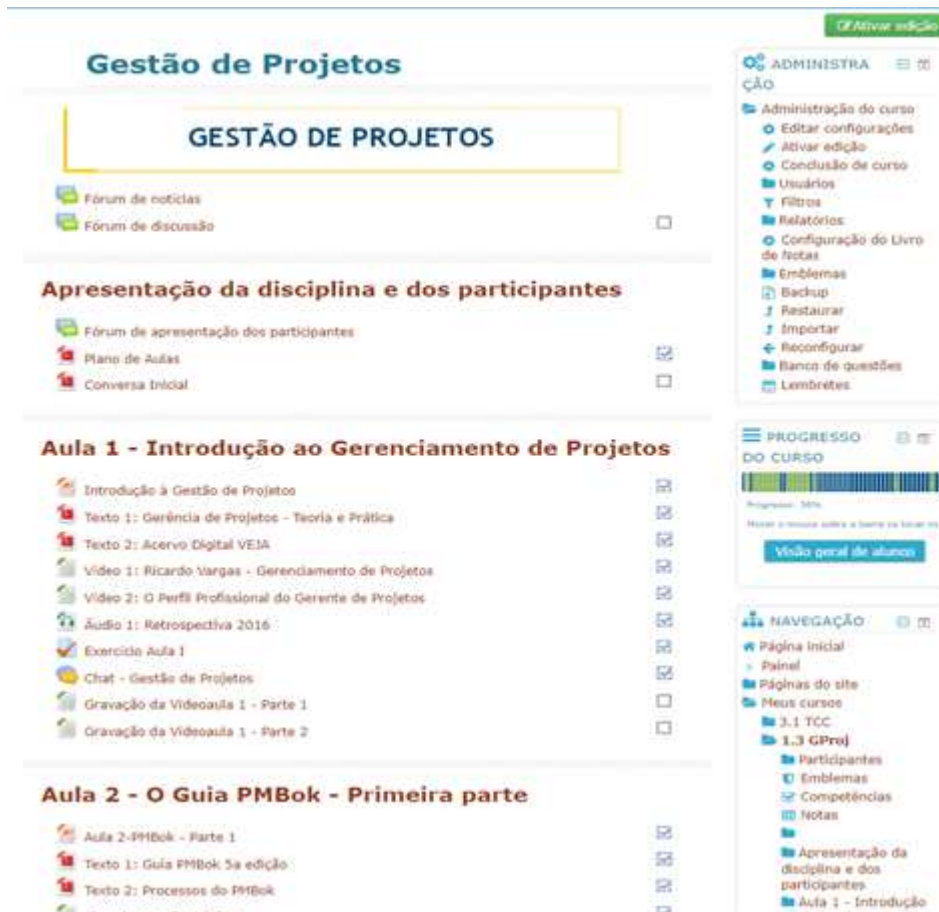 Gestão de Projetos
GESTÃO DE PROJETOS
Fórum de notícias
Fórum de discussão
Apresentação da disciplina e dos participantes
Fórum de apresentação dos participantes
Plano de Aulas
Conversa Inicial
Aula 1 - Introdução ao Gerenciamento de Projetos
Introdução à Gestão de Projetos
Texto 1: Gerência de Projetos - Teoria e Prática
Texto 2: Acervo Digital VEJA
Vídeo 1: Ricardo Vargas - Gerenciamento de Projetos
Vídeo 2: O Perfil Profissional do Gerente de Projetos
Áudio 1: Retrospectiva 2016
Exercício Aula I
Chat - Gestão de Projetos
Gravação da Videoaula 1 - Parte 1
Gravação da Videoaula 1 - Parte 2
Aula 2 - O Guia PMBok - Primeira parte
Aula 2-PMBok - Parte 1
Texto 1: Guia PMBok 5a edição
Texto 2: Processos do PMBok
Ativar edição
ADMINISTRA
ÇÃO
Administração do curso
Editar configurações
Ativar edição
Conclusão de curso
Usuários
Filtros
Relatórios
Configuração do Livro
de Notas
Emblemas
Backup
Restaurar
Importar
Reconfigurar
Banco de questões
Lembretes
PROGRESSO
DO CURSO
Progresso:
Mover o mouse sobre a barra ou tocar
Visão geral de alunos
NAVEGAÇÃO
Página inicial
Painel
Páginas do site
Meus cursos
3.1 TCC
1.3 GProj
Participantes
Emblemas
Competências
Notas
Apresentação da
disciplina e dos
participantes
Aula 1 - Introdução